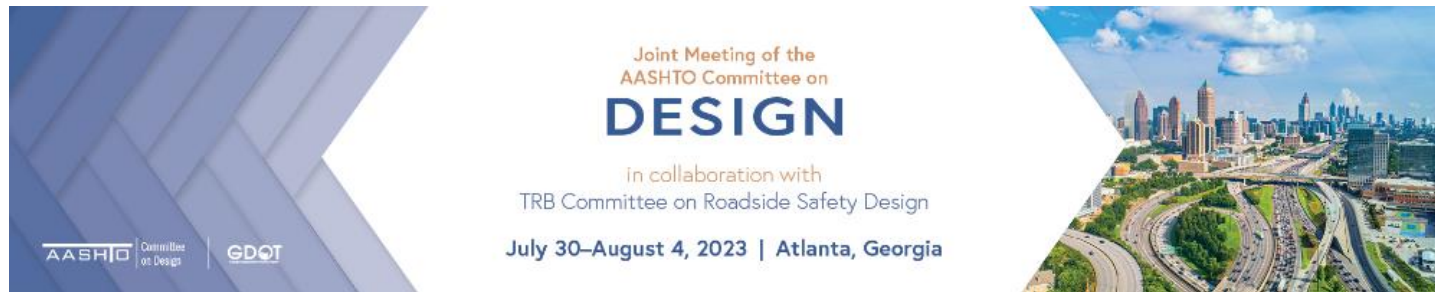 Joint Meeting of the
AASHTO Committee on
DESIGN
in collaboration with
TRB Committee on Roadside Safety Design
July 30–August 4, 2023 | Atlanta, Georgia
AASHTO
Committee
on Design
GDOT